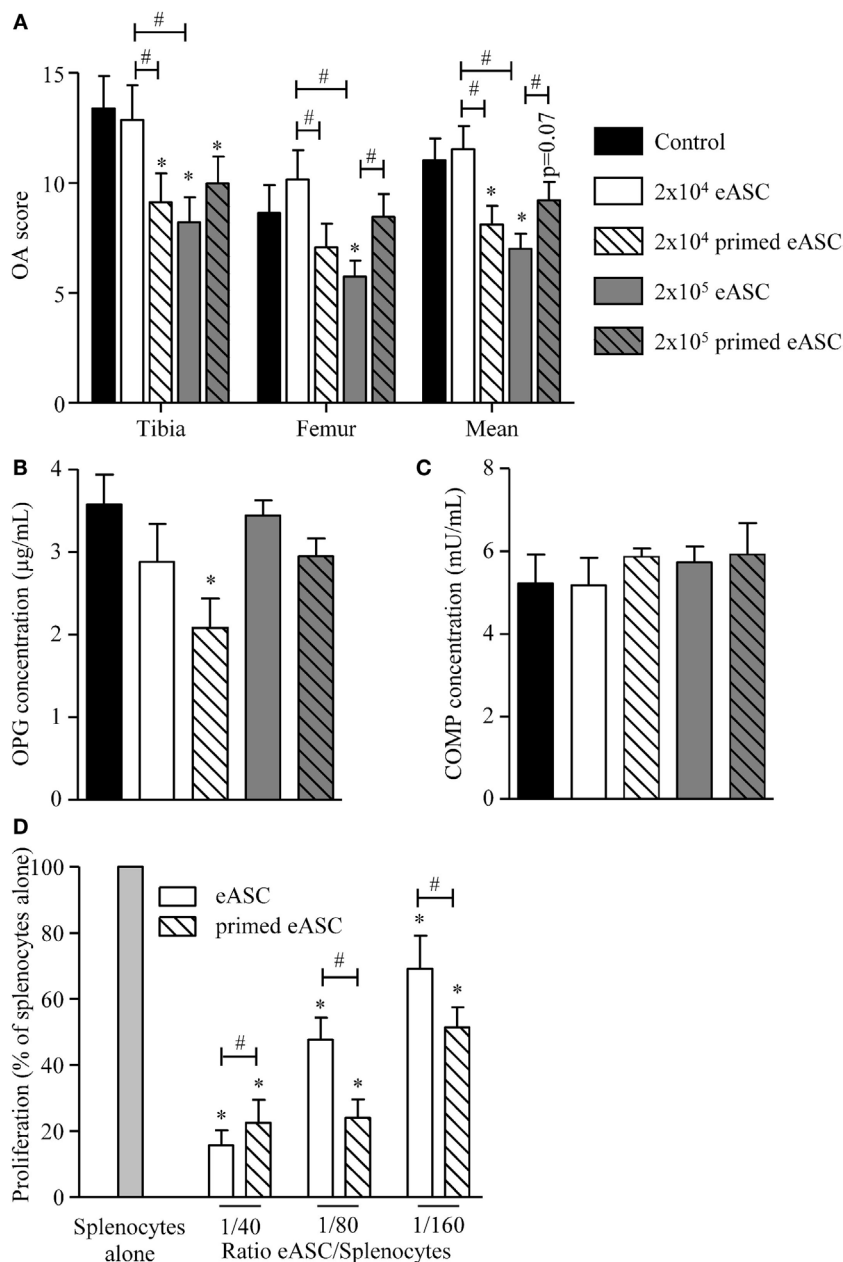 A
#
#
#
#
#
#
#
#
*
*
*
*
*
*
p=0.07
15
10
5
0
OA score
Tibia
Femur
Mean
Control
2x10⁴ eASC
2x10⁴ primed eASC
2x10⁵ eASC
2x10⁵ primed eASC
B
4
3
2
1
0
OPG concentration (µg/mL)
*
C
8
6
4
2
0
COMP concentration (mU/mL)
D
100
80
60
40
20
0
Proliferation (% of splenocytes alone)
eASC
primed eASC
#
#
#
*
*
*
*
*
*
Splenocytes
alone
1/40
1/80
1/160
Ratio eASC/Splenocytes